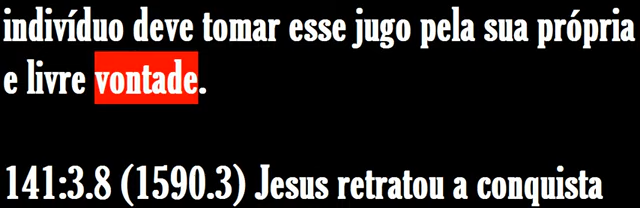 indivíduo deve tomar esse jugo pela sua própria
e livre vontade.
141:3.8 (1590.3) Jesus retratou a conquista